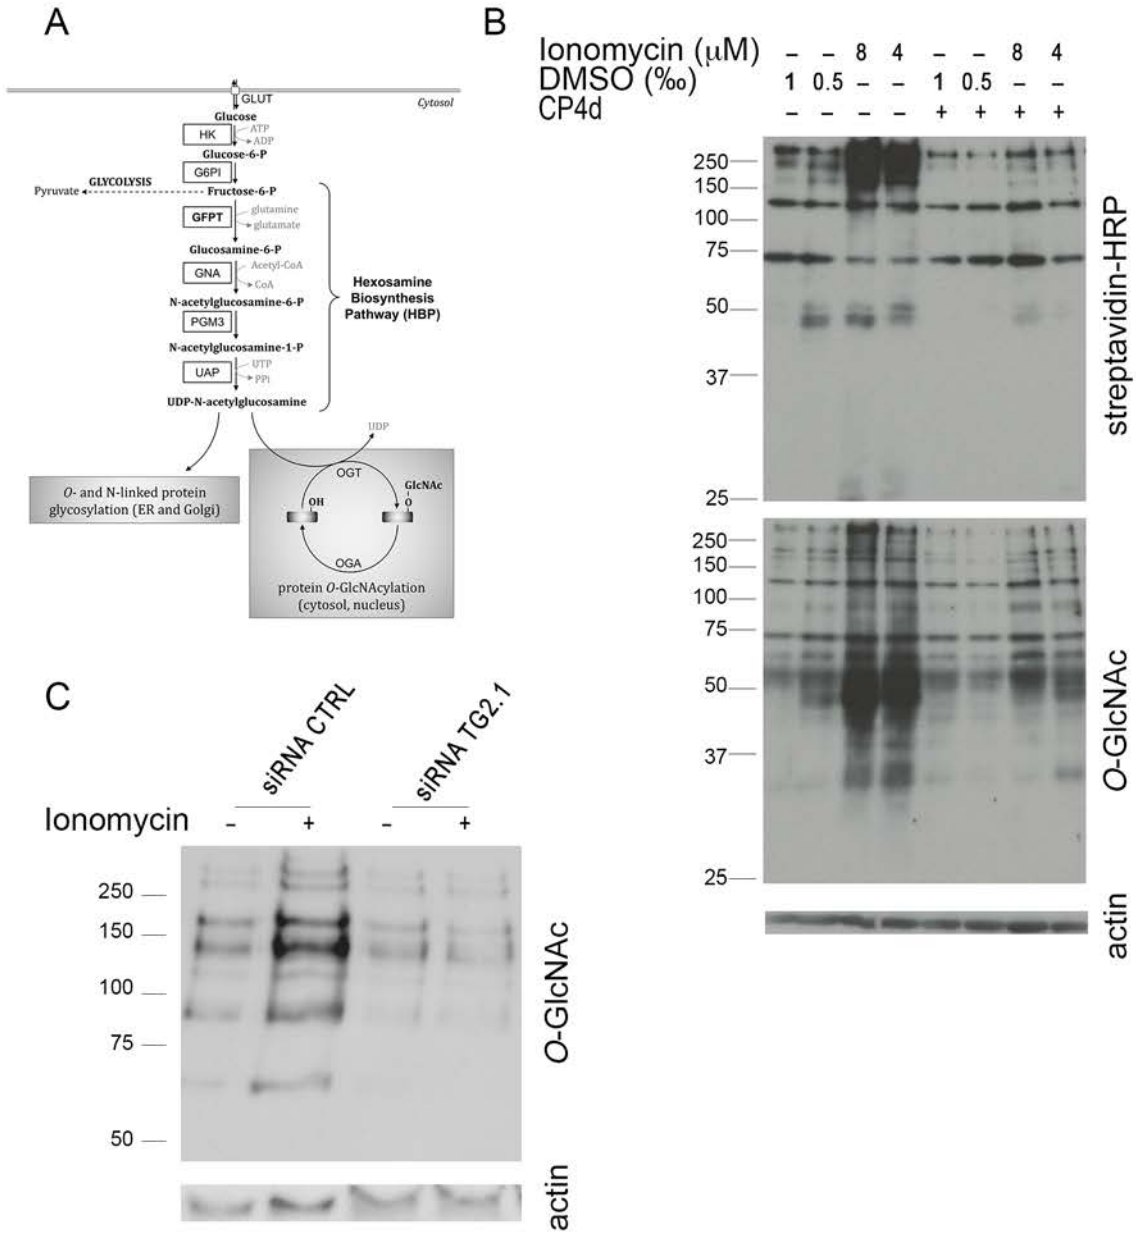 A
GLUT
Cytosol
Glucose
HK
ATP
ADP
Glucose-6-P
G6PI
Pyruvate
GLYCOLYSIS
Fructose-6-P
GFPT
glutamine
glutamate
Glucosamine-6-P
GNA
Acetyl-CoA
CoA
N-acetylglucosamine-6-P
PGM3
N-acetylglucosamine-1-P
UAP
UTP
PPi
UDP-N-acetylglucosamine
Hexosamine
Biosynthesis
Pathway (HBP)
O- and N-linked protein
glycosylation (ER and Golgi)
UDP
OGT
OH
GlcNAc
O
OGA
protein O-GlcNAcylation
(cytosol, nucleus)
B
Ionomycin (μM) – – 8 4 – – 8 4
DMSO (‰) 1 0.5 – – 1 0.5 – –
CP4d – – – – + + + +
250
150
100
75
50
37
25
streptavidin-HRP
250
150
100
75
50
37
25
O-GlcNAc
actin
C
siRNA CTRL
siRNA TG2.1
Ionomycin – + – +
250
150
100
75
50
O-GlcNAc
actin